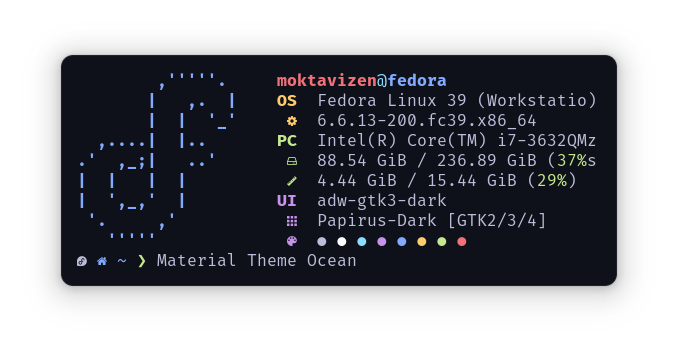 moktavizen@fedora
OS Fedora Linux 39 (Workstatio)
6.6.13-200.fc39.x86_64
PC Intel(R) Core(TM) i7-3632QMz
88.54 GiB / 236.89 GiB (37%s
4.44 GiB / 15.44 GiB (29%)
UI adw-gtk3-dark
Papirus-Dark [GTK2/3/4]
~ ❯ Material Theme Ocean